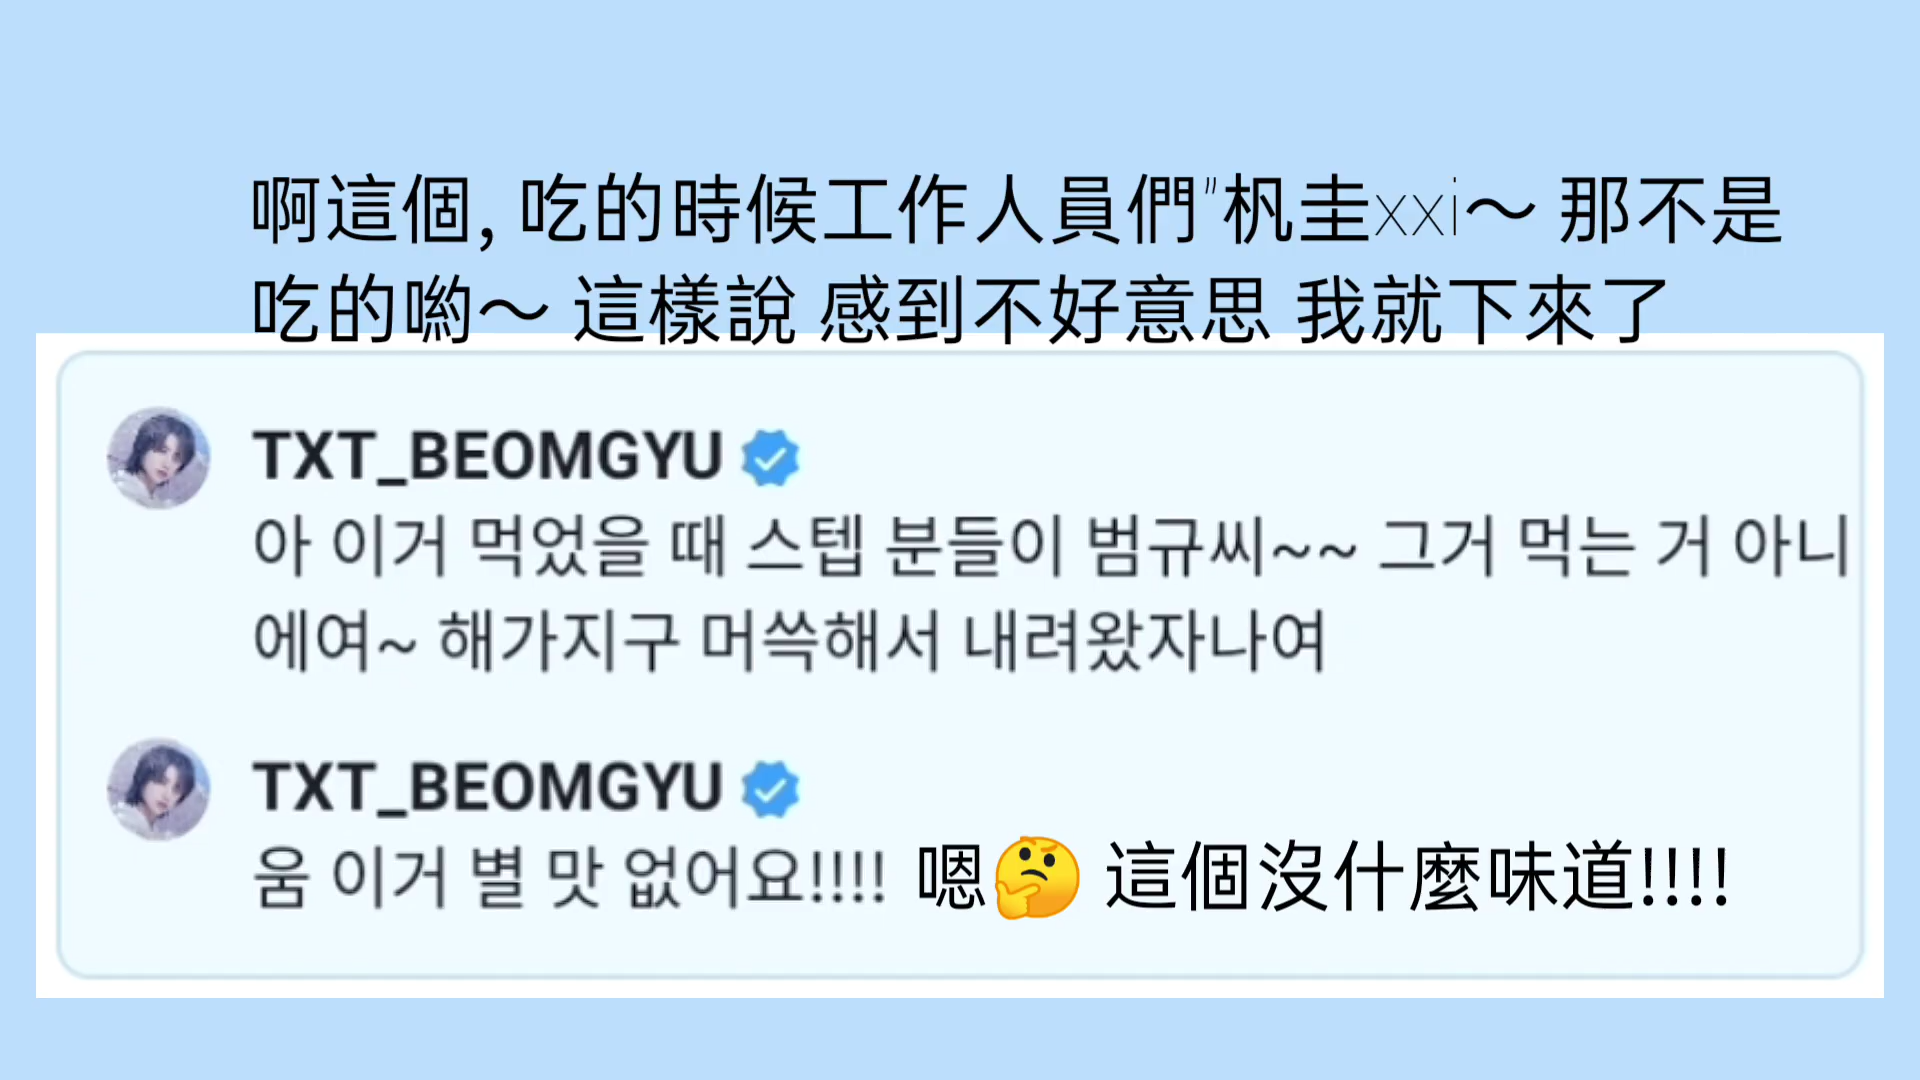 啊這個, 吃的時候工作人員們"杋圭xxi～ 那不是
吃的喲～ 這樣說 感到不好意思 我就下來了
TXT_BEOMGYU
아 이거 먹었을 때 스텝 분들이 범규씨~~ 그거 먹는 거 아니
에여~ 해가지구 머쓱해서 내려왔자나여
TXT_BEOMGYU
움 이거 별 맛 없어요!!!! 嗯🤔 這個沒什麼味道!!!!